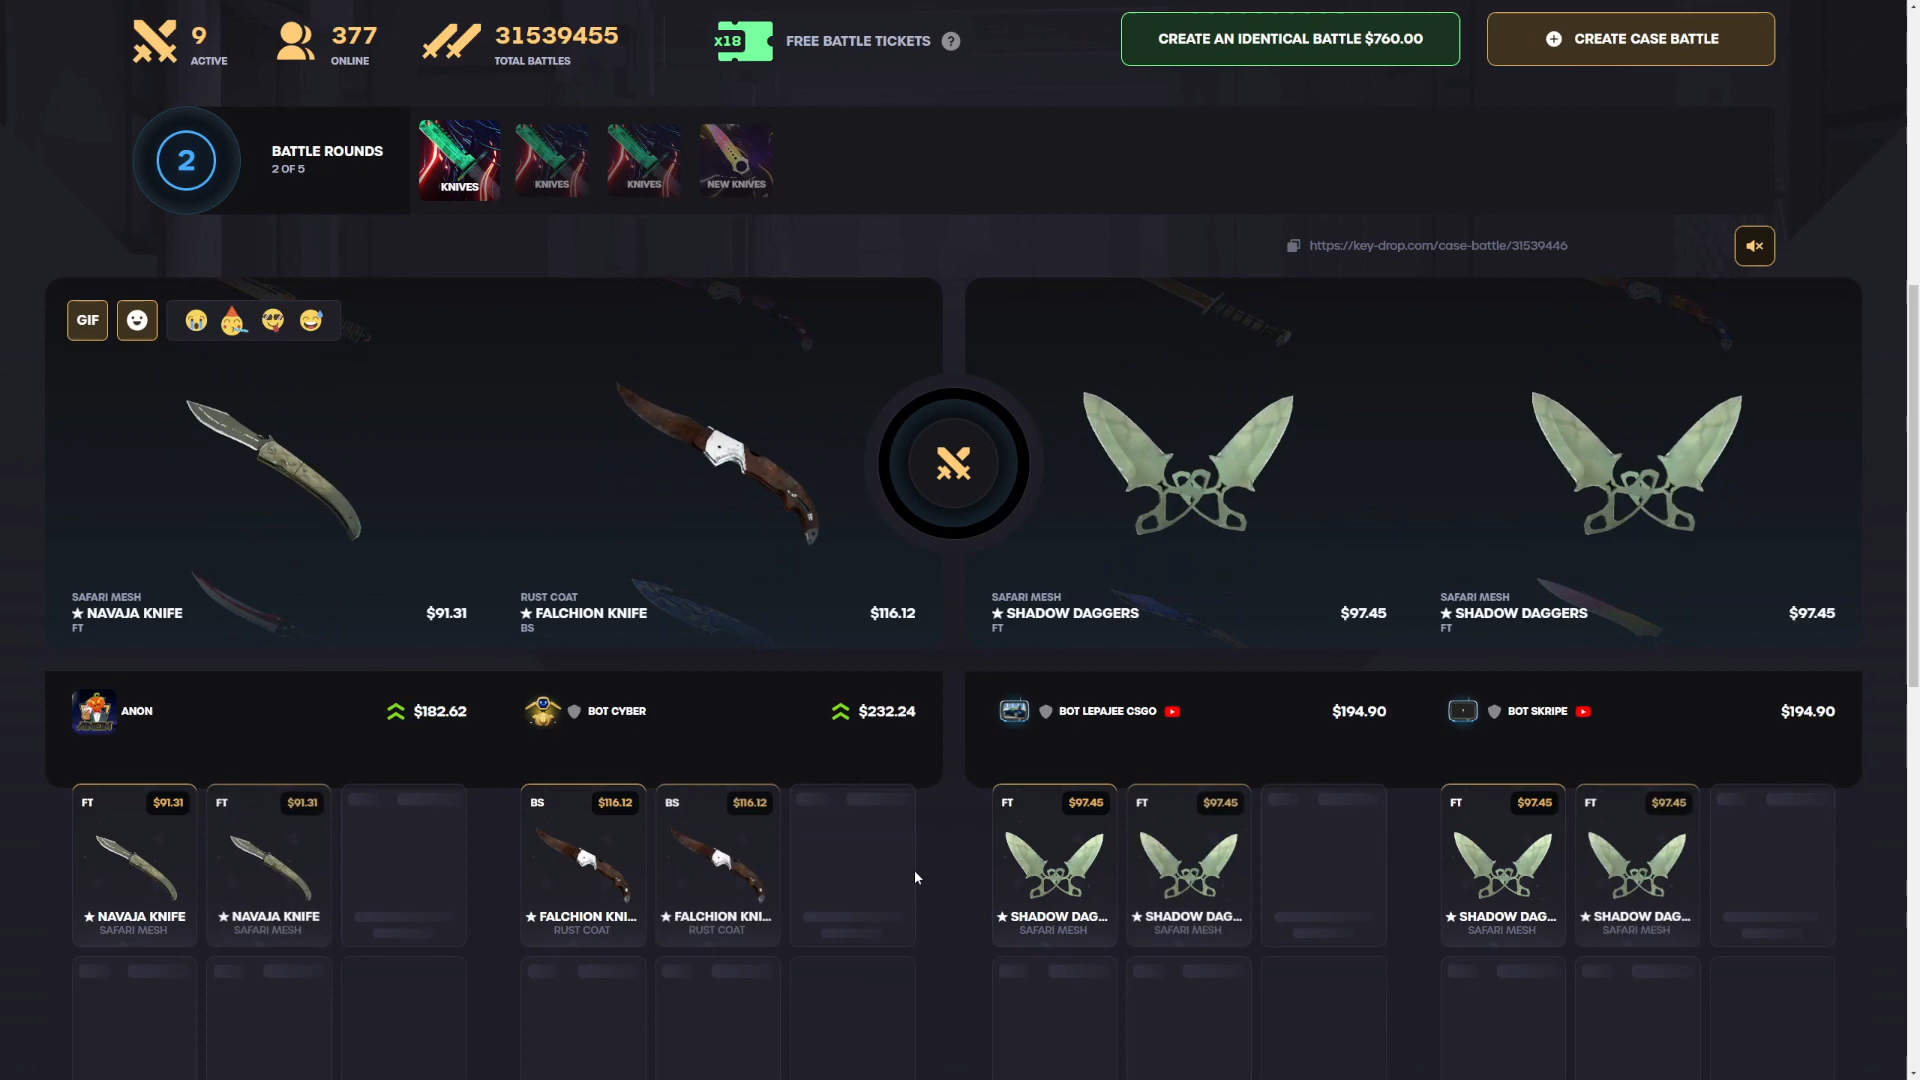 9
ACTIVE
377
ONLINE
31539455
TOTAL BATTLES
x18
FREE BATTLE TICKETS ?
CREATE AN IDENTICAL BATTLE $760.00
CREATE CASE BATTLE
2
BATTLE ROUNDS
2 OF 5
KNIVES
KNIVES
KNIVES
NEW KNIVES
https://key-drop.com/case-battle/31539446
GIF
SAFARI MESH
★ NAVAJA KNIFE
$91.31
FT
RUST COAT
★ FALCHION KNIFE
$116.12
BS
SAFARI MESH
★ SHADOW DAGGERS
$97.45
FT
SAFARI MESH
★ SHADOW DAGGERS
$97.45
FT
ANON
$182.62
BOT CYBER
$232.24
BOT LEPAJEE CSGO
$194.90
BOT SKRIPE
$194.90
FT $91.31
★ NAVAJA KNIFE
SAFARI MESH
FT $91.31
★ NAVAJA KNIFE
SAFARI MESH
BS $116.12
★ FALCHION KNI...
RUST COAT
BS $116.12
★ FALCHION KNI...
RUST COAT
FT $97.45
★ SHADOW DAG...
SAFARI MESH
FT $97.45
★ SHADOW DAG...
SAFARI MESH
FT $97.45
★ SHADOW DAG...
SAFARI MESH
FT $97.45
★ SHADOW DAG...
SAFARI MESH